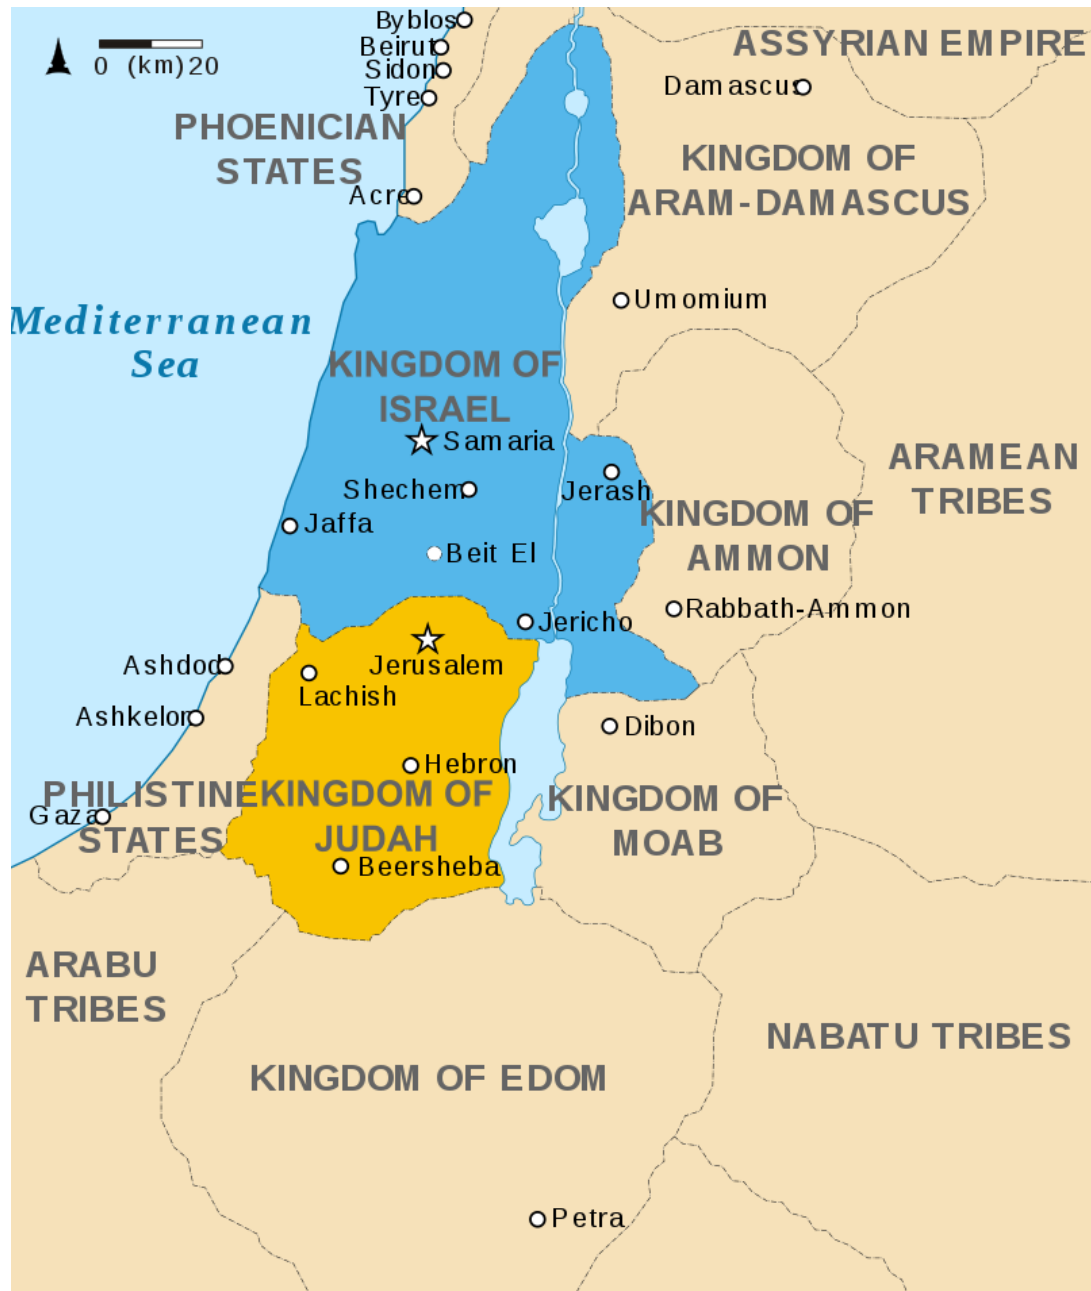 Byblos
Beirut
Sidon
Tyre
0 (km) 20
ASSYRIAN EMPIRE
Damascus
PHOENICIAN
STATES
Acre
KINGDOM OF
ARAM-DAMASCUS
Umomium
Mediterranean
Sea
KINGDOM OF
ISRAEL
Samaria
Shechem
Jerash
Jaffa
Beit El
KINGDOM OF
AMMON
ARAMEAN
TRIBES
Rabbath-Ammon
Jericho
Jerusalem
Ashdod
Lachish
Ashkelon
Dibon
Hebron
PHILISTINE
STATES
Gaza
KINGDOM OF
JUDAH
KINGDOM OF
MOAB
Beersheba
ARABU
TRIBES
NABATU TRIBES
KINGDOM OF EDOM
Petra